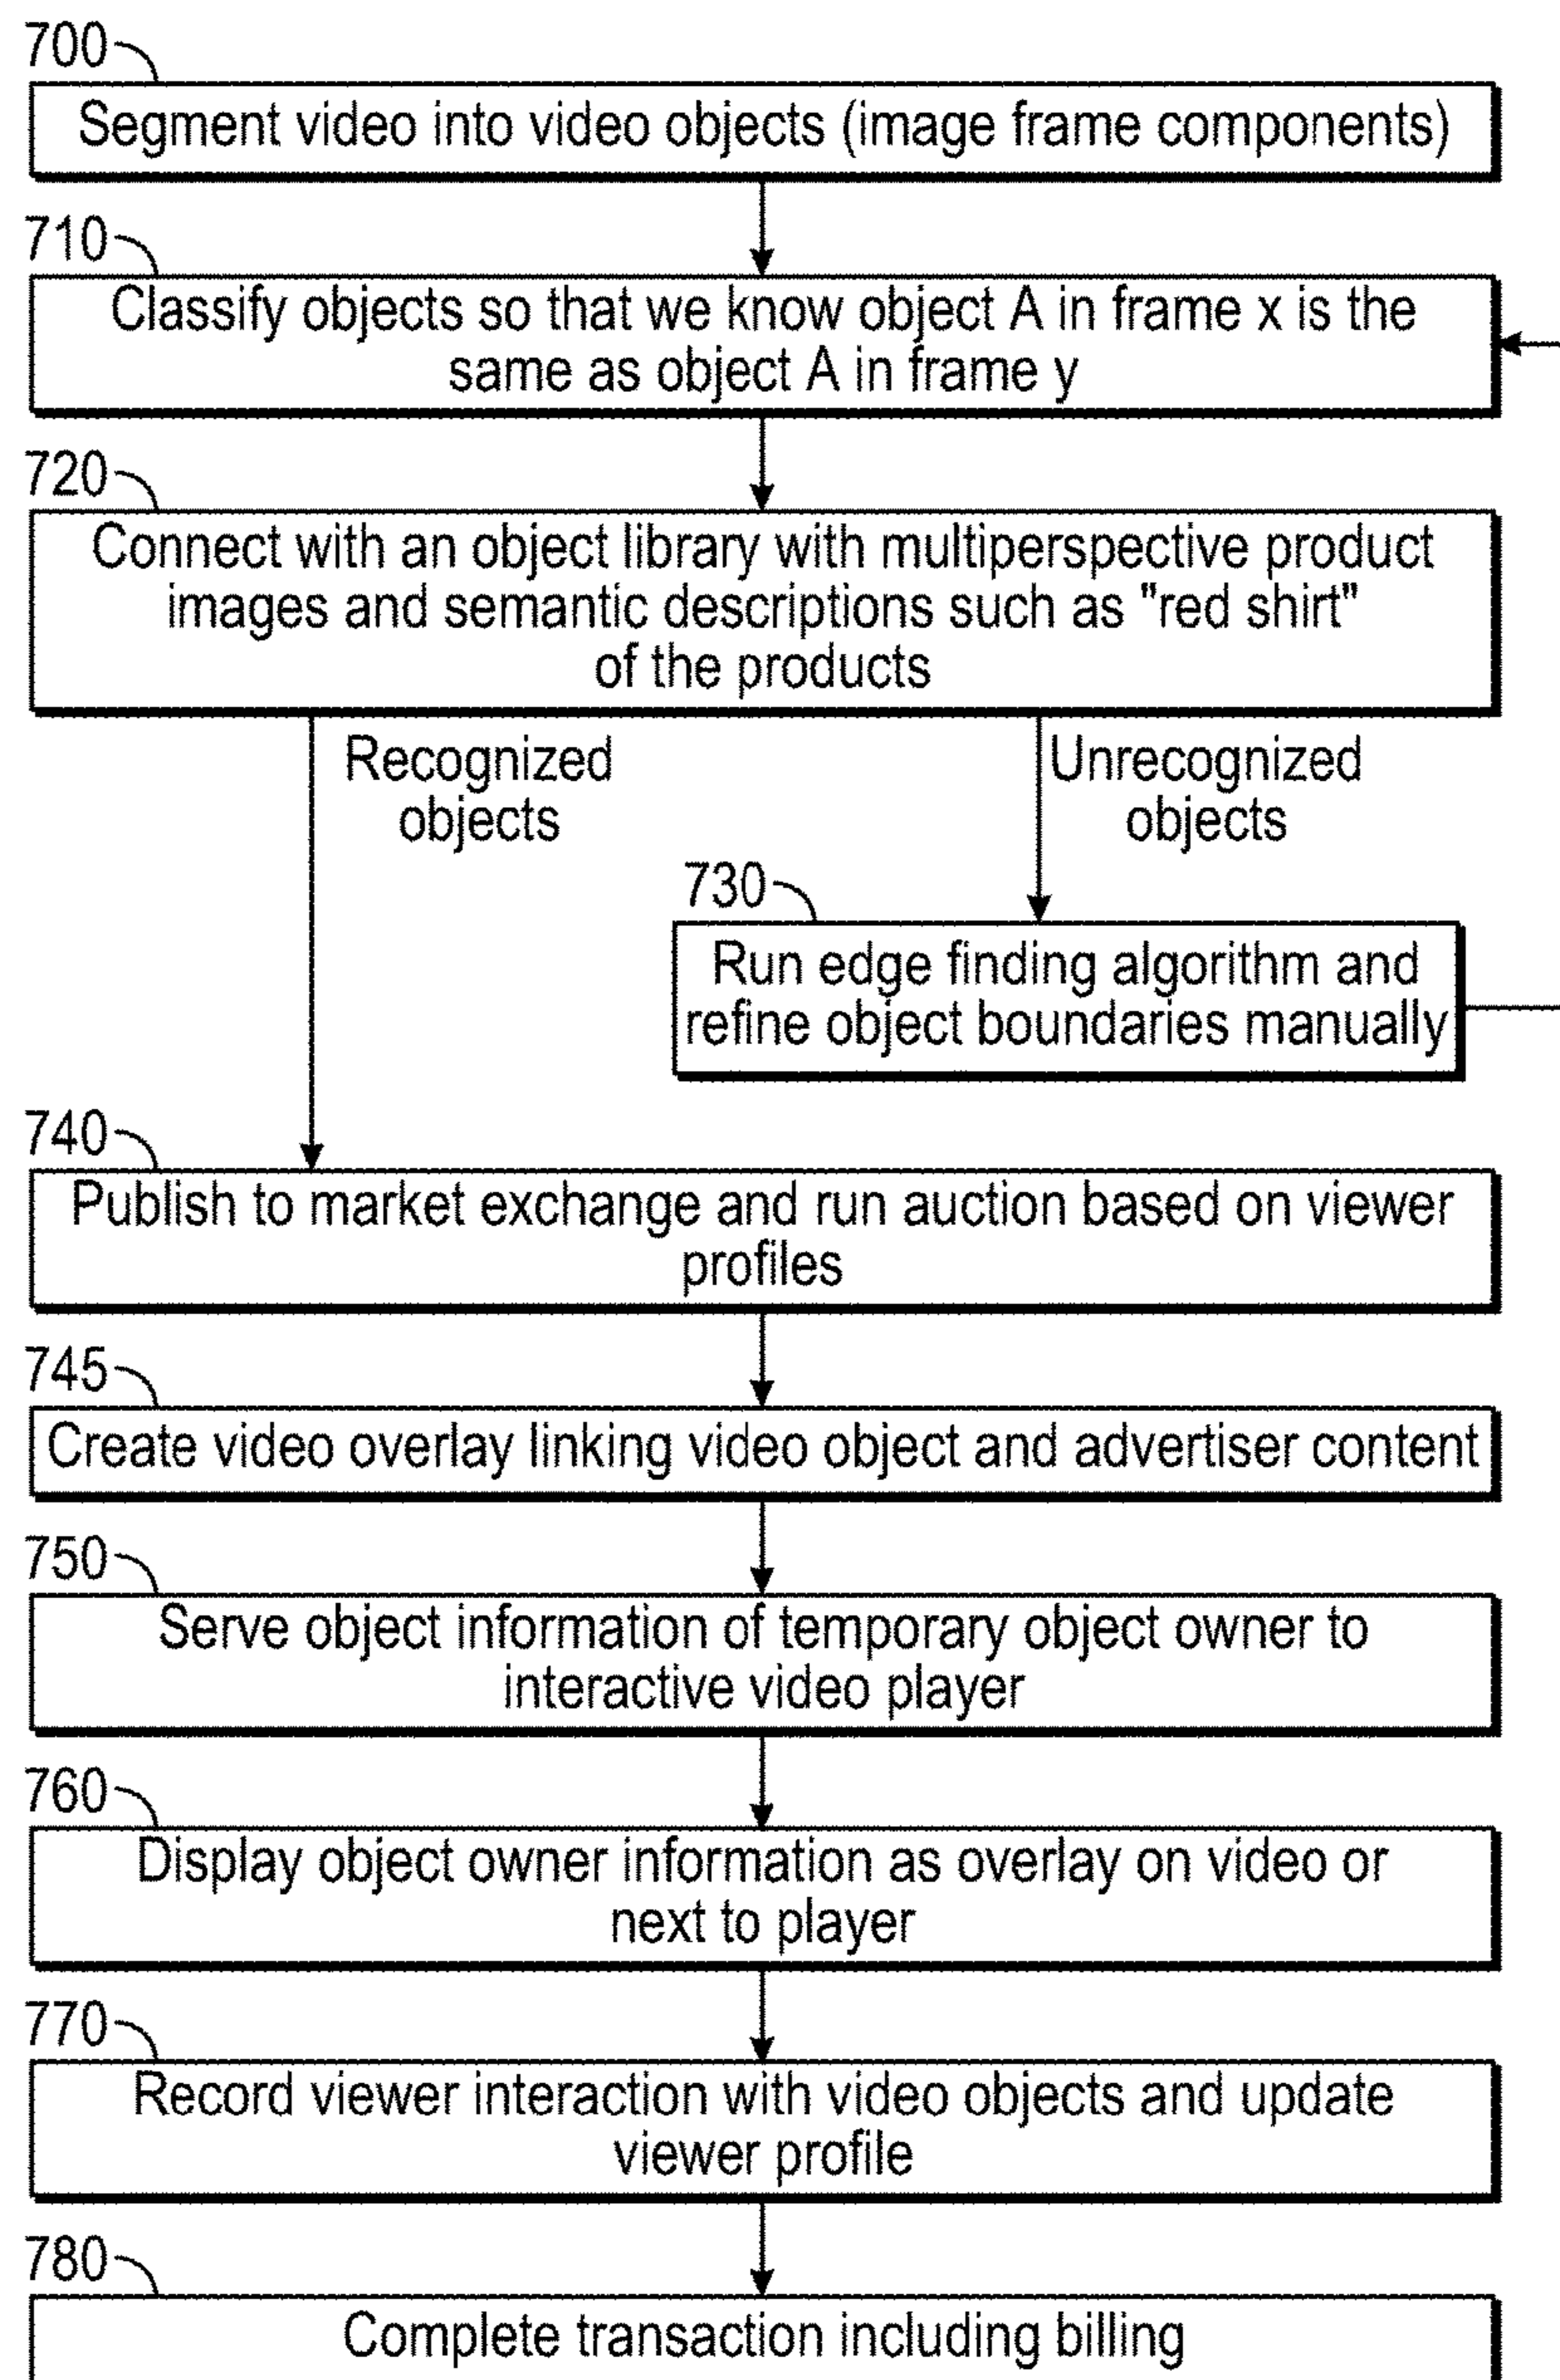 700
Segment video into video objects (image frame components)
710
Classify objects so that we know object A in frame x is the
same as object A in frame y
720
Connect with an object library with multiperspective product
images and semantic descriptions such as "red shirt"
of the products
Recognized
objects
Unrecognized
objects
730
Run edge finding algorithm and
refine object boundaries manually
740
Publish to market exchange and run auction based on viewer
profiles
745
Create video overlay linking video object and advertiser content
750
Serve object information of temporary object owner to
interactive video player
760
Display object owner information as overlay on video or
next to player
770
Record viewer interaction with video objects and update
viewer profile
780
Complete transaction including billing